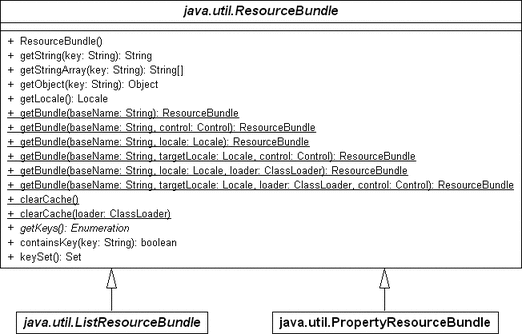 java.util.ResourceBundle
+ ResourceBundle()
+ getString(key: String): String
+ getStringArray(key: String): String[]
+ getObject(key: String): Object
+ getLocale(): Locale
+ getBundle(baseName: String): ResourceBundle
+ getBundle(baseName: String, control: Control): ResourceBundle
+ getBundle(baseName: String, locale: Locale): ResourceBundle
+ getBundle(baseName: String, targetLocale: Locale, control: Control): ResourceBundle
+ getBundle(baseName: String, locale: Locale, loader: ClassLoader): ResourceBundle
+ getBundle(baseName: String, targetLocale: Locale, loader: ClassLoader, control: Control): ResourceBundle
+ clearCache()
+ clearCache(loader: ClassLoader)
+ getKeys(): Enumeration
+ containsKey(key: String): boolean
+ keySet(): Set
java.util.ListResourceBundle
java.util.PropertyResourceBundle